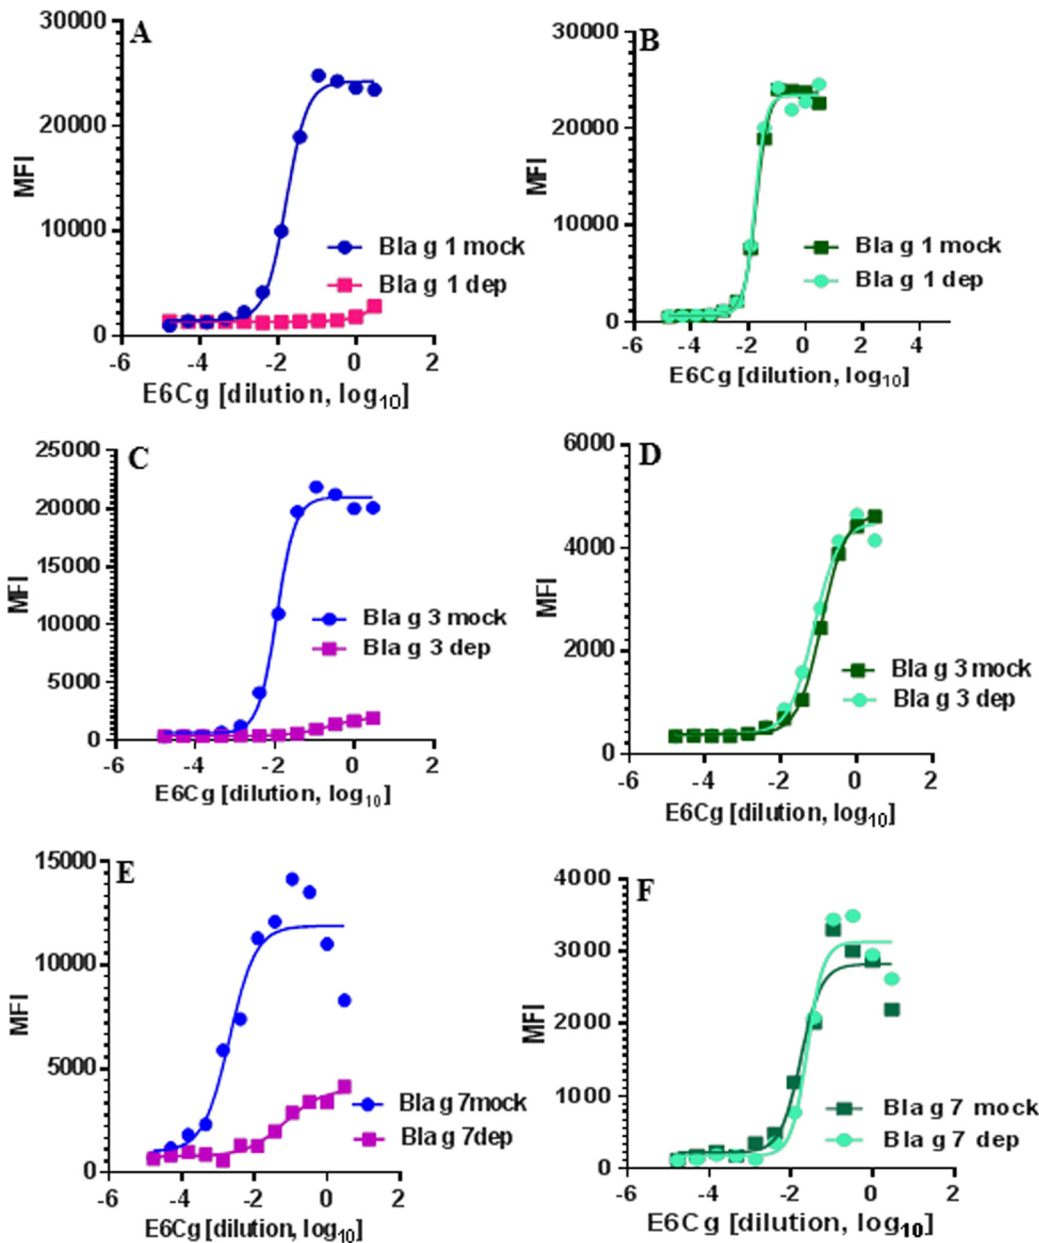 A
30000
20000
10000
0
MFI
-6 -4 -2 0 2
E6Cg [dilution, log10]
Bla g 1 mock
Bla g 1 dep
B
30000
20000
10000
0
MFI
-6 -4 -2 0 2 4
E6Cg [dilution, log10]
Bla g 1 mock
Bla g 1 dep
C
25000
20000
15000
10000
5000
0
MFI
-6 -4 -2 0 2
E6Cg [dilution, log10]
Bla g 3 mock
Bla g 3 dep
D
6000
4000
2000
0
MFI
-6 -4 -2 0 2
E6Cg [dilution, log10]
Bla g 3 mock
Bla g 3 dep
E
15000
10000
5000
0
MFI
-6 -4 -2 0 2
E6Cg [dilution, log10]
Bla g 7mock
Bla g 7dep
F
4000
3000
2000
1000
0
MFI
-6 -4 -2 0 2
E6Cg [dilution, log10]
Bla g 7 mock
Bla g 7 dep